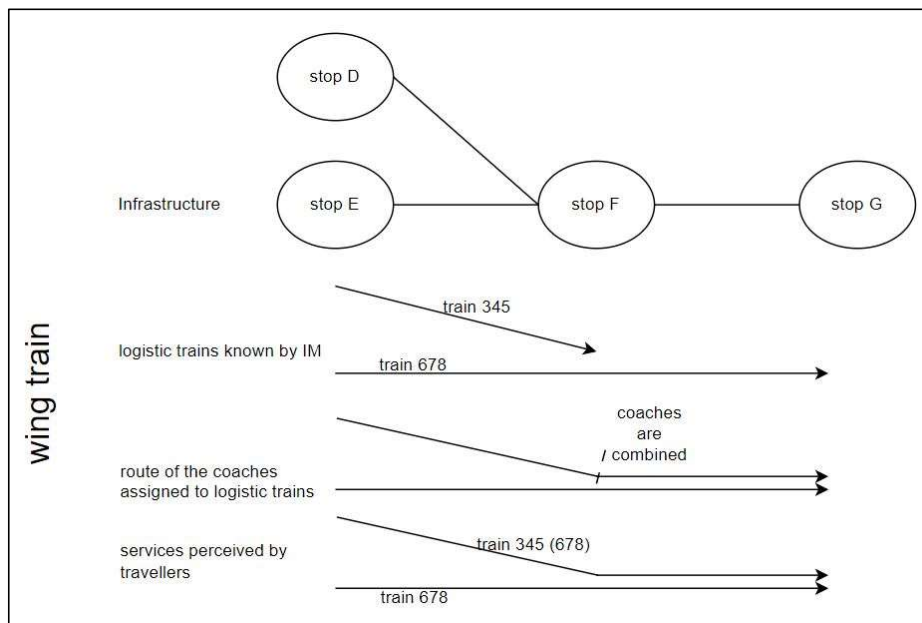 stop D
Infrastructure
stop E
stop F
stop G
wing train
train 345
logistic trains known by IM
train 678
coaches
are
combined
route of the coaches
assigned to logistic trains
services perceived by
travellers
train 345 (678)
train 678